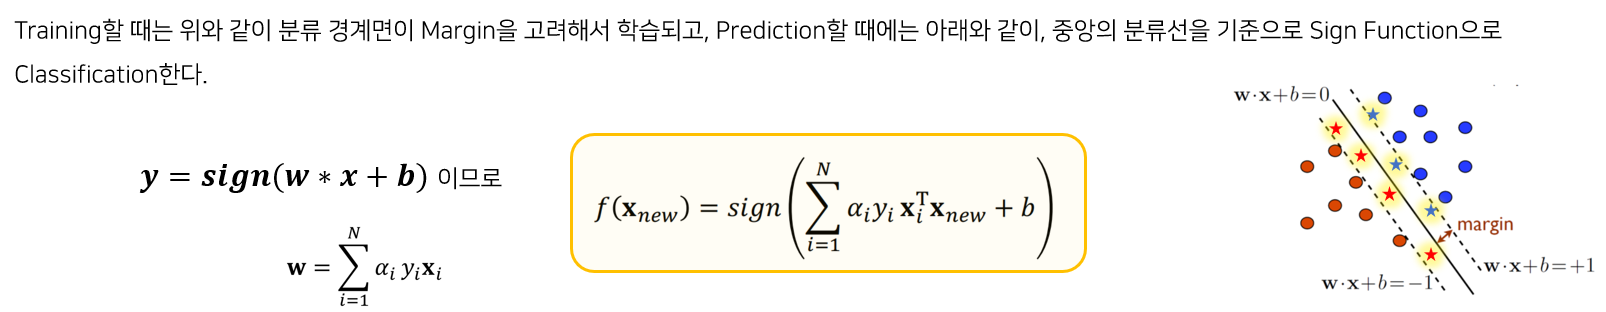 Training할 때는 위와 같이 분류 경계면이 Margin을 고려해서 학습되고, Prediction할 때에는 아래와 같이, 중앙의 분류선을 기준으로 Sign Function으로
Classification한다.
w·x+b=0
y = sign(w * x + b) 이므로
f(x_new) = sign(∑_{i=1}^{N} α_i y_i x_i^T x_new + b)
w = ∑_{i=1}^{N} α_i y_i x_i
margin
w·x+b=+1
w·x+b=−1